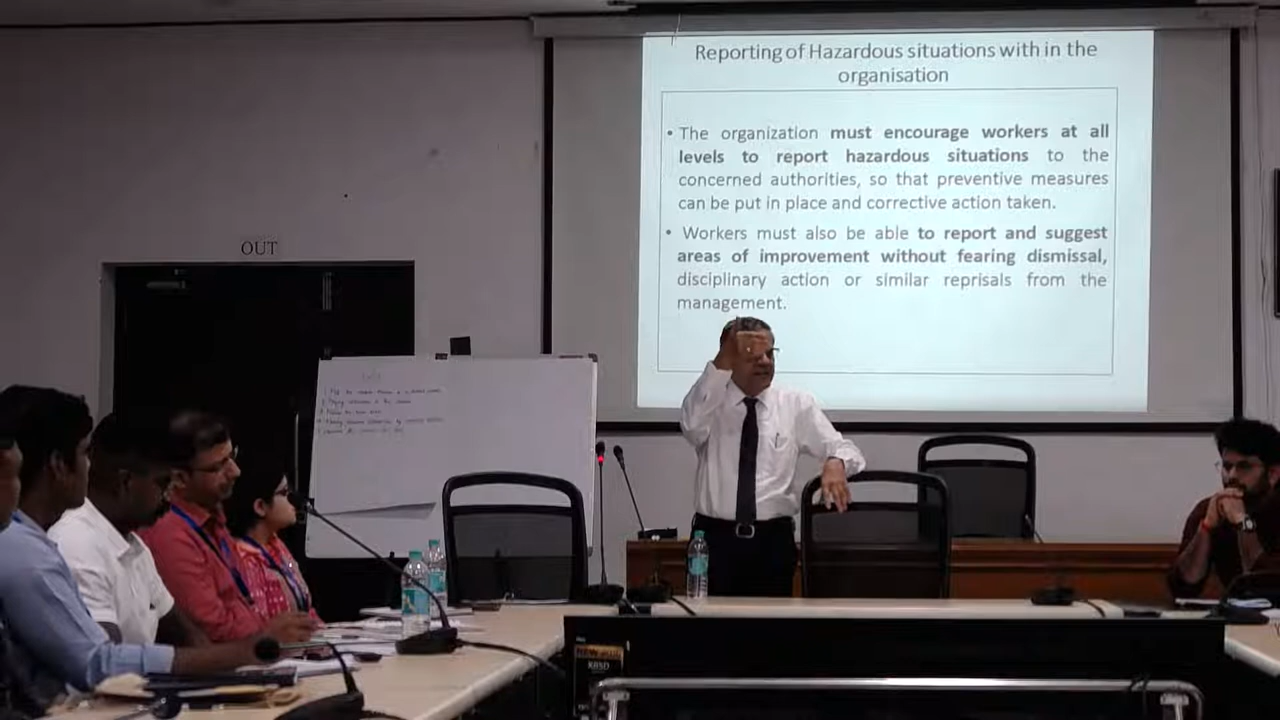 Reporting of Hazardous situations with in the
organisation
• The organization must encourage workers at all
levels to report hazardous situations to the
concerned authorities, so that preventive measures
can be put in place and corrective action taken.
• Workers must also be able to report and suggest
areas of improvement without fearing dismissal,
disciplinary action or similar reprisals from the
management.
OUT